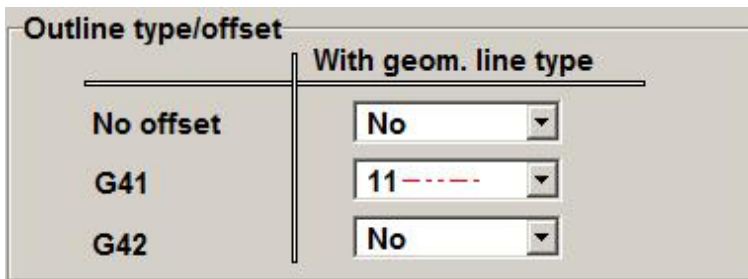 Outline type/offset
With geom. line type
No offset No
G41 11
G42 No